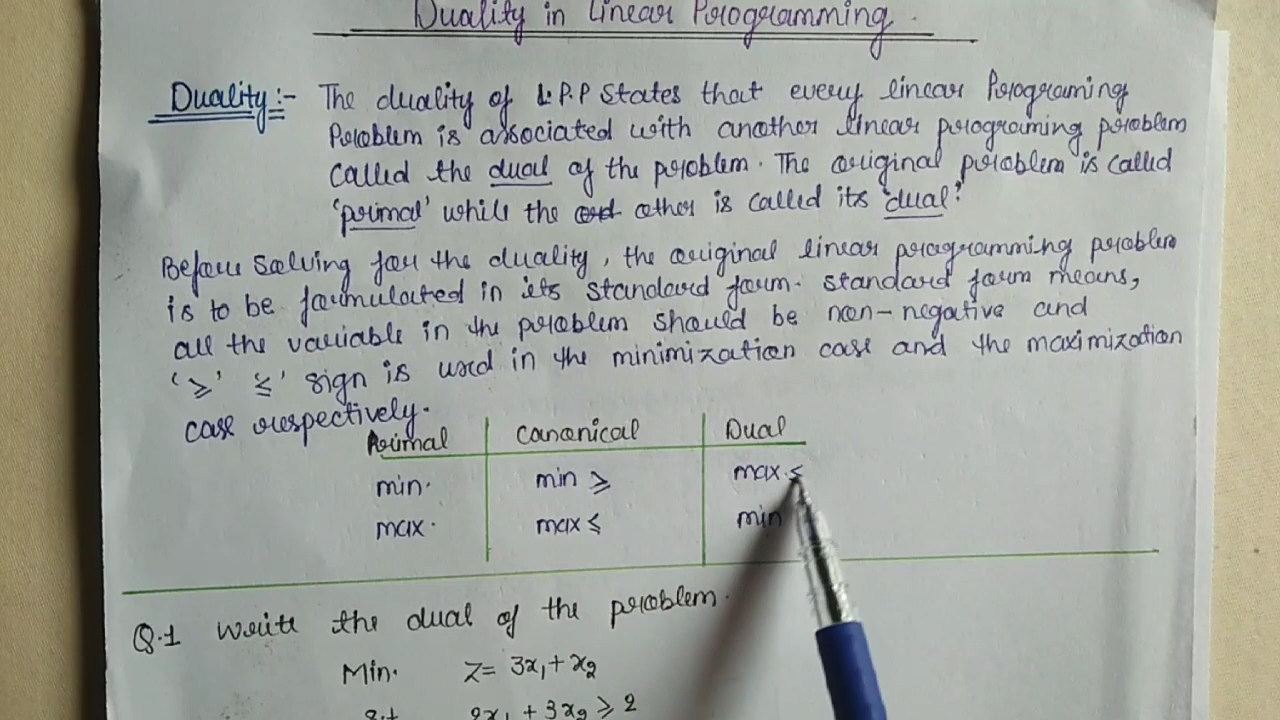 Duality in Linear Programming.
Duality:- The duality of L.P.P States that every linear Programing
Problem is associated with another linear programing problem
called the dual of the problem. The original problem is called
'primal' while the other is called its 'dual'.
Before Solving for the duality, the original linear programming problem
is to be formulated in its standard form. standard form means,
all the variable in the problem should be non-negative and
'≥' '≤' sign is used in the minimization case and the maximization
case respectively.
Primal Canonical Dual
min. min ≥ max. ≤
max. max ≤ min
Q.1 Write the dual of the problem.
Min. Z= 3x₁+x₂
S.t 2x₁ + 3x₂ ≥ 2